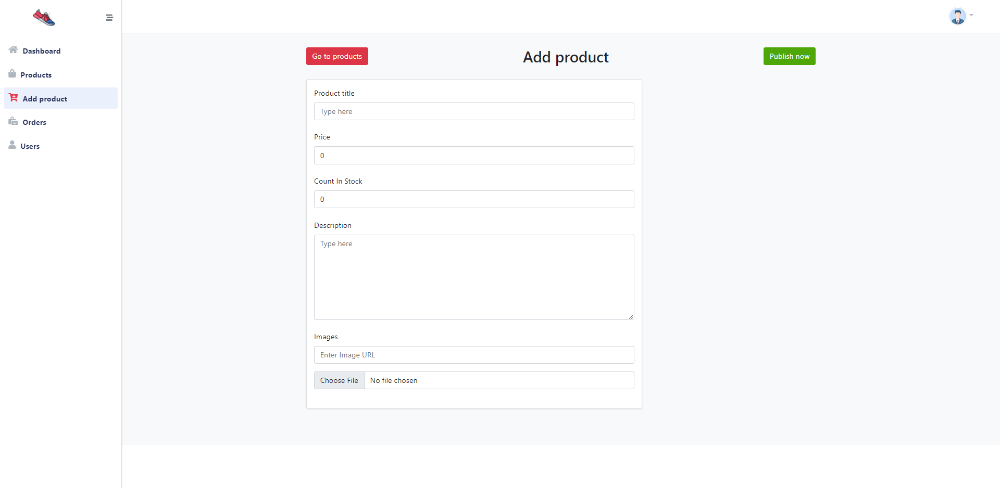 Dashboard
Products
Add product
Orders
Users
Go to products
Add product
Publish now
Product title
Type here
Price
0
Count In Stock
0
Description
Type here
Images
Enter Image URL
Choose File No file chosen